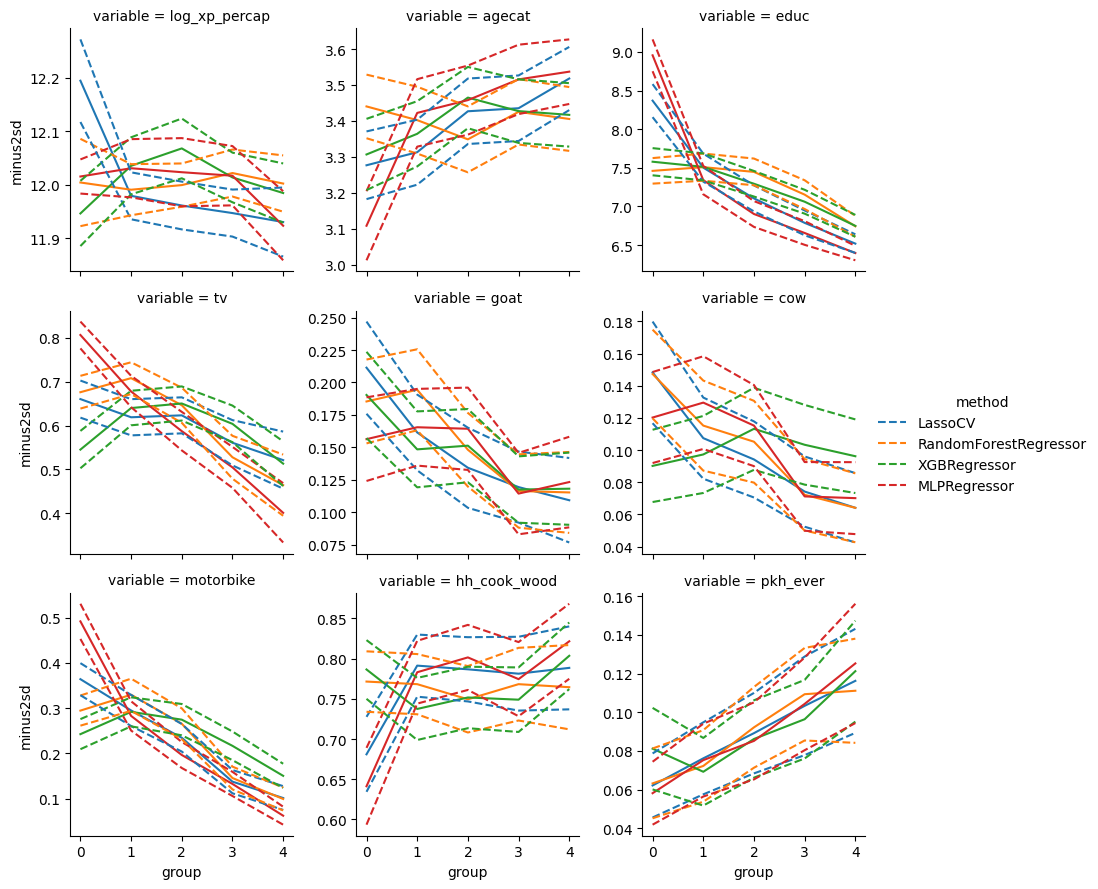 variable = log_xp_percap
variable = agecat
variable = educ
12.2
12.1
12.0
11.9
minus2sd
3.6
3.5
3.4
3.3
3.2
3.1
3.0
9.0
8.5
8.0
7.5
7.0
6.5
variable = tv
variable = goat
variable = cow
0.8
0.7
0.6
0.5
0.4
minus2sd
0.250
0.225
0.200
0.175
0.150
0.125
0.100
0.075
0.18
0.16
0.14
0.12
0.10
0.08
0.06
0.04
method
LassoCV
RandomForestRegressor
XGBRegressor
MLPRegressor
variable = motorbike
variable = hh_cook_wood
variable = pkh_ever
0.5
0.4
0.3
0.2
0.1
minus2sd
0.85
0.80
0.75
0.70
0.65
0.60
0.16
0.14
0.12
0.10
0.08
0.06
0.04
0 1 2 3 4
group
0 1 2 3 4
group
0 1 2 3 4
group